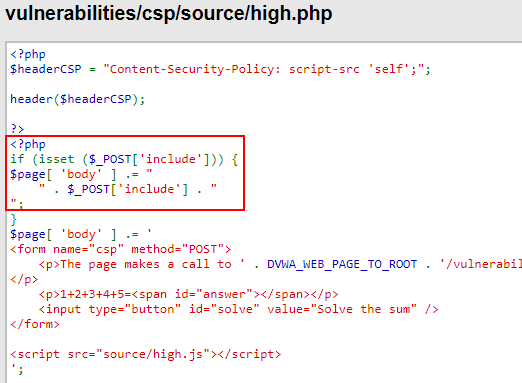 vulnerabilities/csp/source/high.php
<?php
$headerCSP = "Content-Security-Policy: script-src 'self';";
header($headerCSP);
?>
<?php
if (isset ($_POST['include'])) {
$page[ 'body' ] .= "
" . $_POST['include'] . "
";
}
$page[ 'body' ] .= '
<form name="csp" method="POST">
<p>The page makes a call to ' . DVWA_WEB_PAGE_TO_ROOT . '/vulnerabil
</p>
<p>1+2+3+4+5=<span id="answer"></span></p>
<input type="button" id="solve" value="Solve the sum" />
</form>
<script src="source/high.js"></script>
';